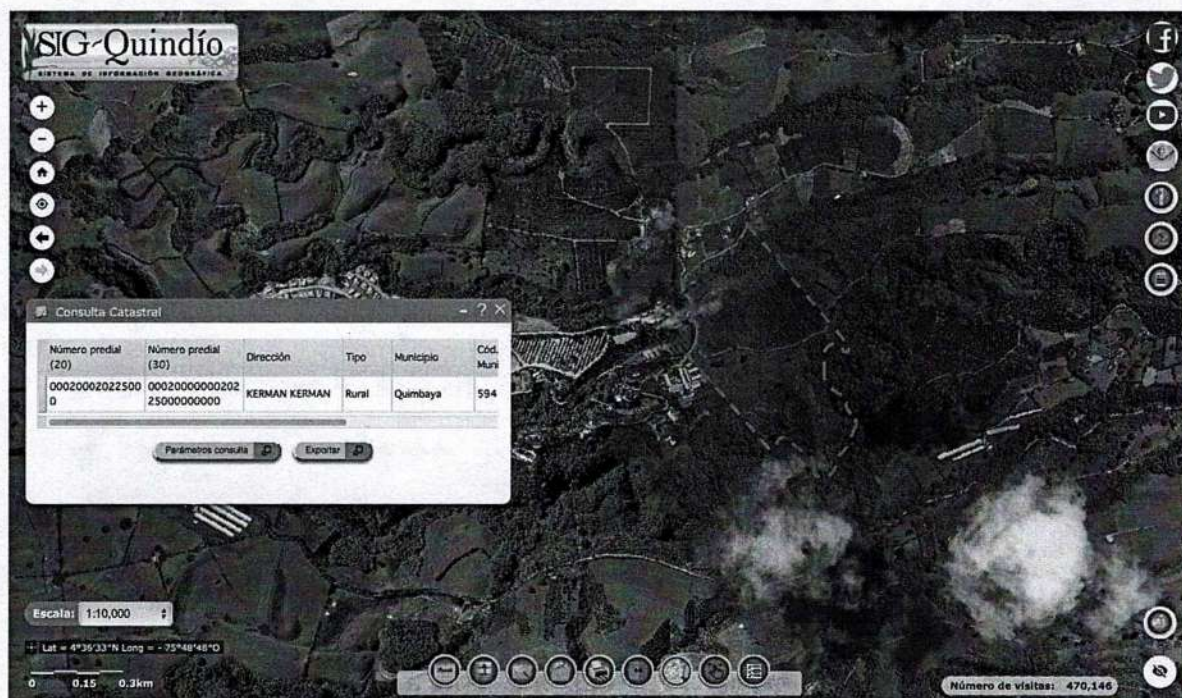 SIG-Quindío
SISTEMA DE INFORMACIÓN GEOGRÁFICA
Consulta Catastral
Número predial (20)
Número predial (30)
Dirección
Tipo
Municipio
Cód. Muni
00020002022500
0
00020000000202
25000000000
KERMAN KERMAN
Rural
Quimbaya
594
Parámetros consulta
Exportar
Escala: 1:10,000
Lat = 4°36'33"N Long = - 75°48'48"O
0 0.15 0.3km
Número de visitas: 470,146